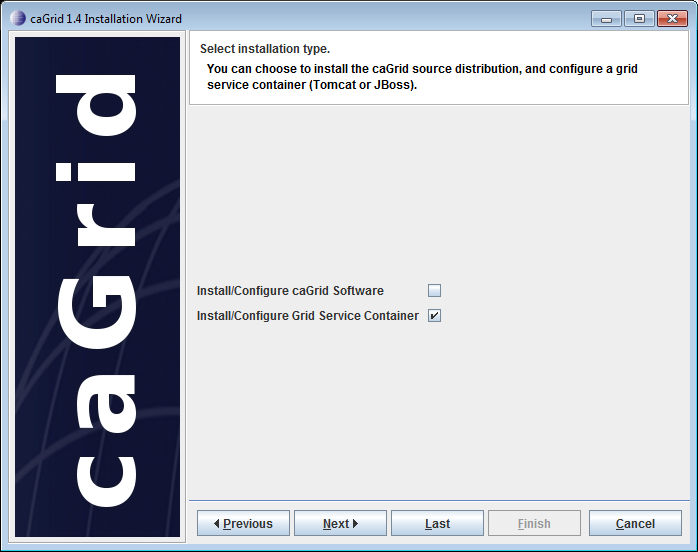 caGrid 1.4 Installation Wizard
caGrid
Select installation type.
You can choose to install the caGrid source distribution, and configure a grid
service container (Tomcat or JBoss).
Install/Configure caGrid Software
Install/Configure Grid Service Container
Previous Next Last Finish Cancel